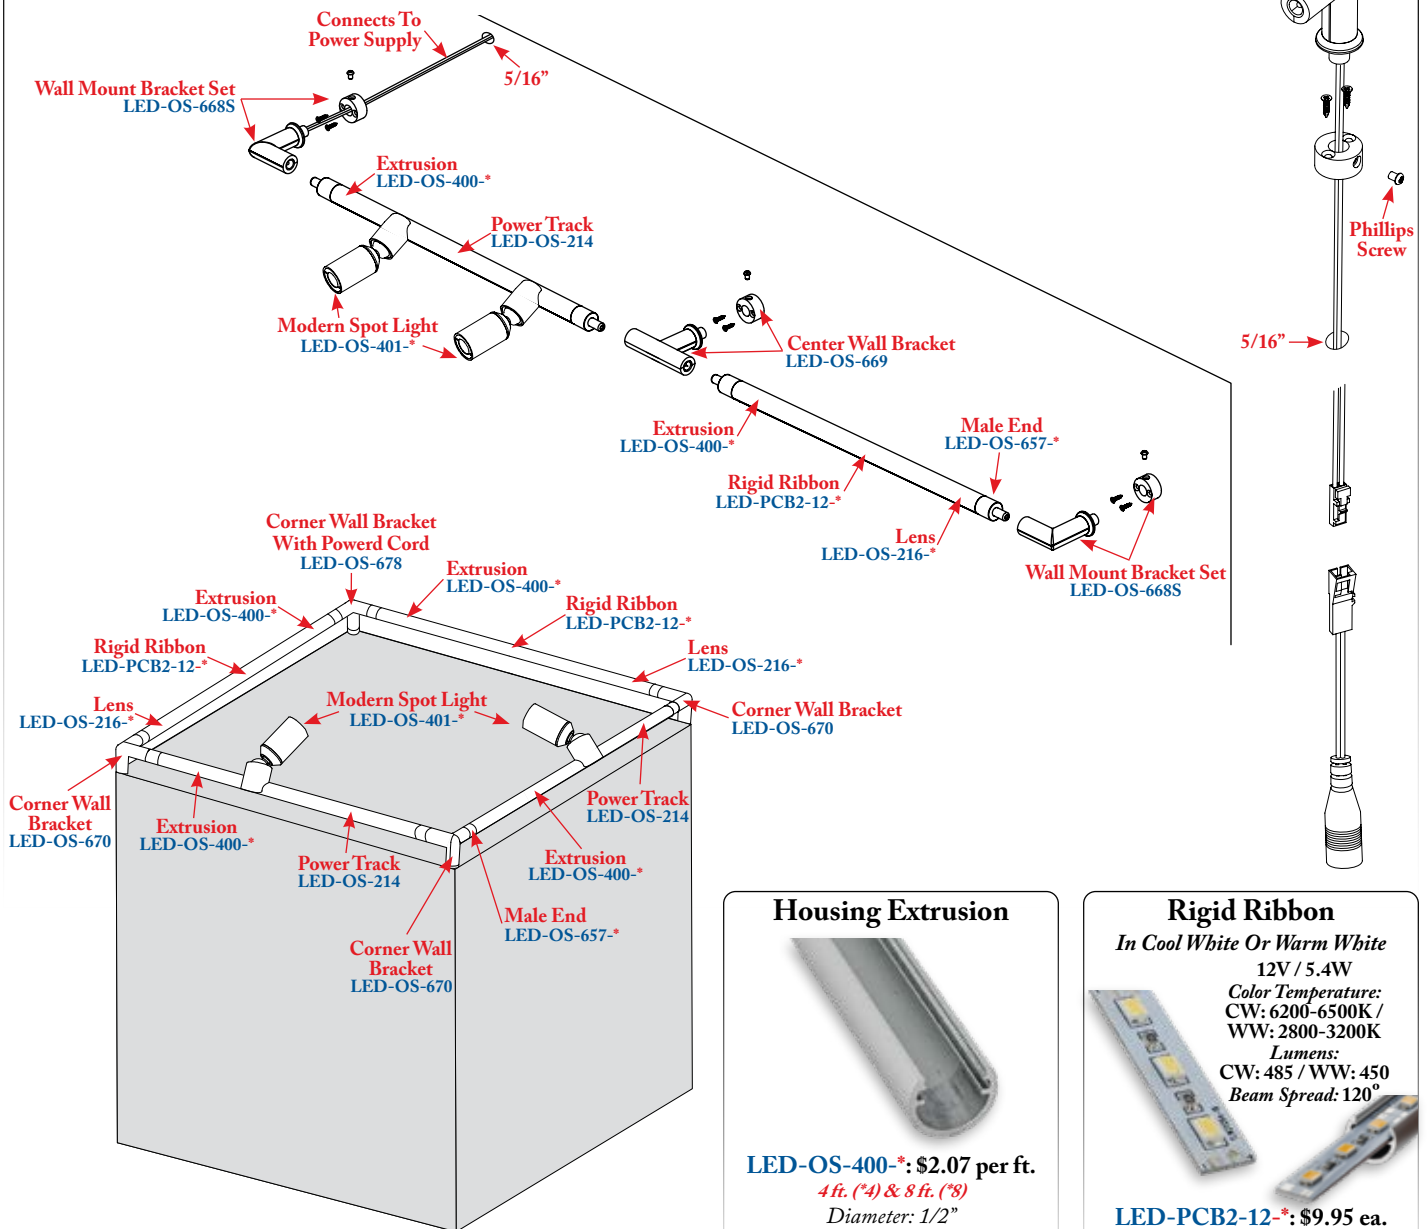 Connects To
Power Supply
5/16”
Wall Mount Bracket Set
LED-OS-668S
Extrusion
LED-OS-400-*
Power Track
LED-OS-214
Modern Spot Light
LED-OS-401-*
Center Wall Bracket
LED-OS-669
Extrusion
LED-OS-400-*
Male End
LED-OS-657-*
Rigid Ribbon
LED-PCB2-12-*
Lens
LED-OS-216-*
Wall Mount Bracket Set
LED-OS-668S
Phillips
Screw
5/16”
Corner Wall Bracket
With Powerd Cord
LED-OS-678
Extrusion
LED-OS-400-*
Extrusion
LED-OS-400-*
Rigid Ribbon
LED-PCB2-12-*
Rigid Ribbon
LED-PCB2-12-*
Lens
LED-OS-216-*
Lens
LED-OS-216-*
Modern Spot Light
LED-OS-401-*
Corner Wall Bracket
LED-OS-670
Corner Wall
Bracket
LED-OS-670
Extrusion
LED-OS-400-*
Power Track
LED-OS-214
Power Track
LED-OS-214
Extrusion
LED-OS-400-*
Male End
LED-OS-657-*
Corner Wall
Bracket
LED-OS-670
Housing Extrusion
LED-OS-400-*: $2.07 per ft.
4 ft. (*4) & 8 ft. (*8)
Diameter: 1/2”
Rigid Ribbon
In Cool White Or Warm White
12V / 5.4W
Color Temperature:
CW: 6200-6500K /
WW: 2800-3200K
Lumens:
CW: 485 / WW: 450
Beam Spread: 120°
LED-PCB2-12-*: $9.95 ea.